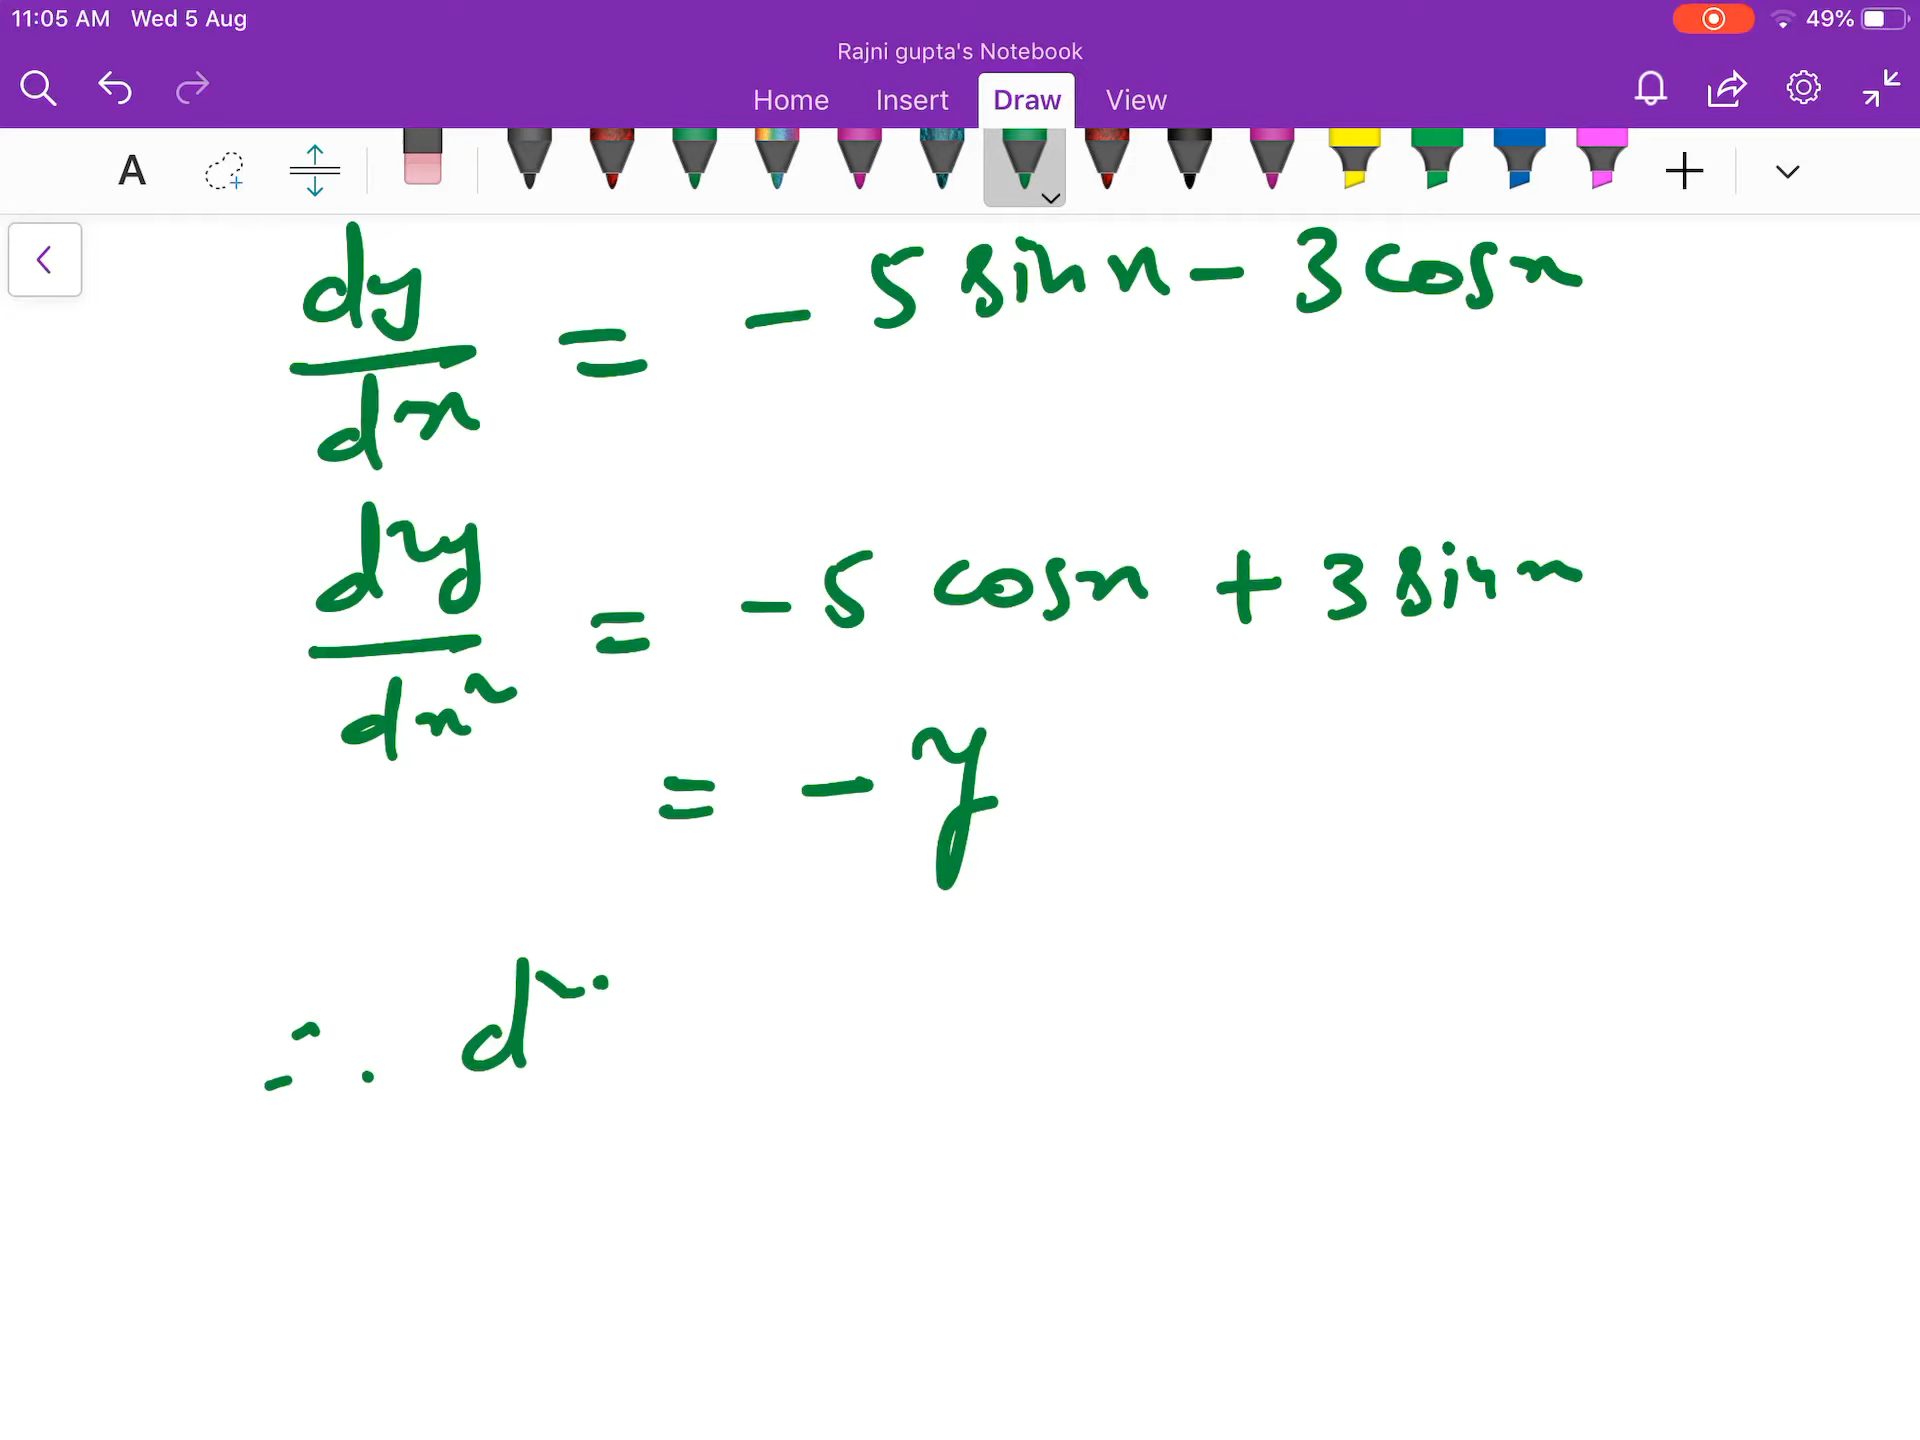 11:05 AM Wed 5 Aug 49%
Rajni gupta's Notebook
Home Insert Draw View
A
dy/dx = - 5 sin x - 3 cos x
d²y/dx² = - 5 cos x + 3 sin x
= - y
∴ d²